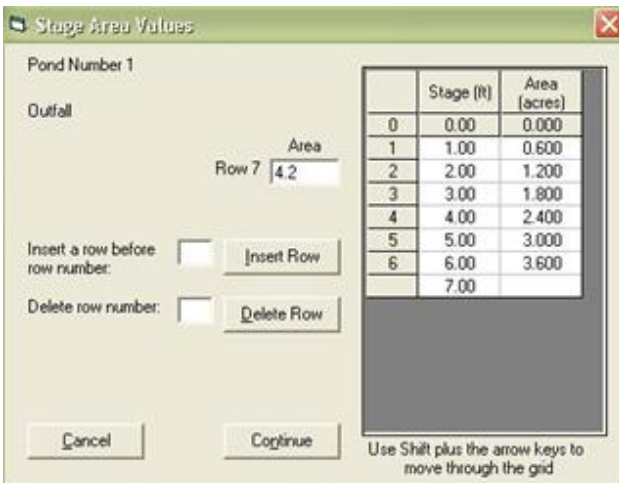 Stage Area Values
Pond Number 1
Outfall
Area
Row 7 4.2
Insert a row before
row number:
Insert Row
Delete row number:
Delete Row
Cancel
Continue
Stage (ft) Area (acres)
0 0.00 0.000
1 1.00 0.600
2 2.00 1.200
3 3.00 1.800
4 4.00 2.400
5 5.00 3.000
6 6.00 3.600
7.00
Use Shift plus the arrow keys to
move through the grid